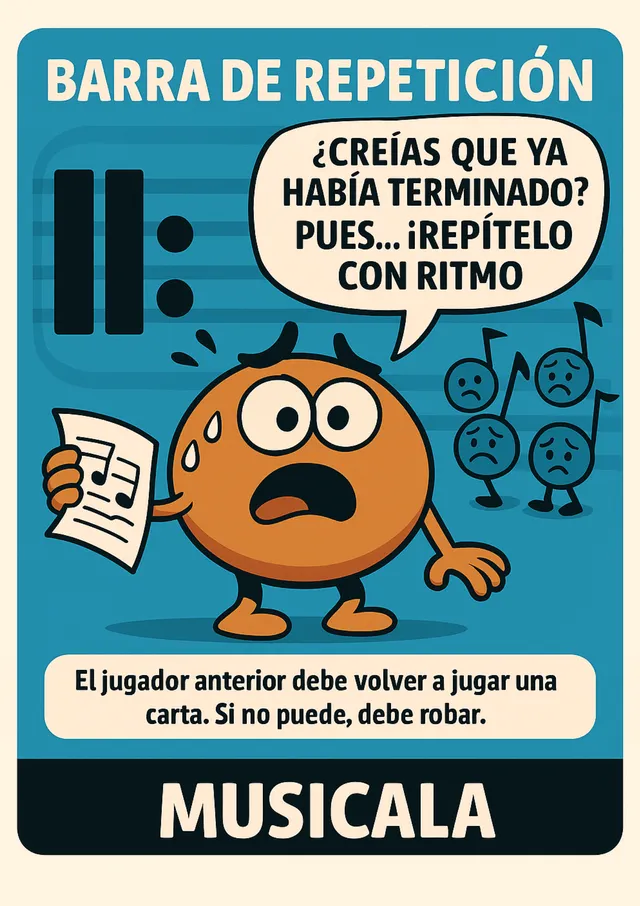 BARRA DE REPETICIÓN
¿CREÍAS QUE YA
HABÍA TERMINADO?
PUES... ¡REPÍTELO
CON RITMO
El jugador anterior debe volver a jugar una
carta. Si no puede, debe robar.
MUSICALA